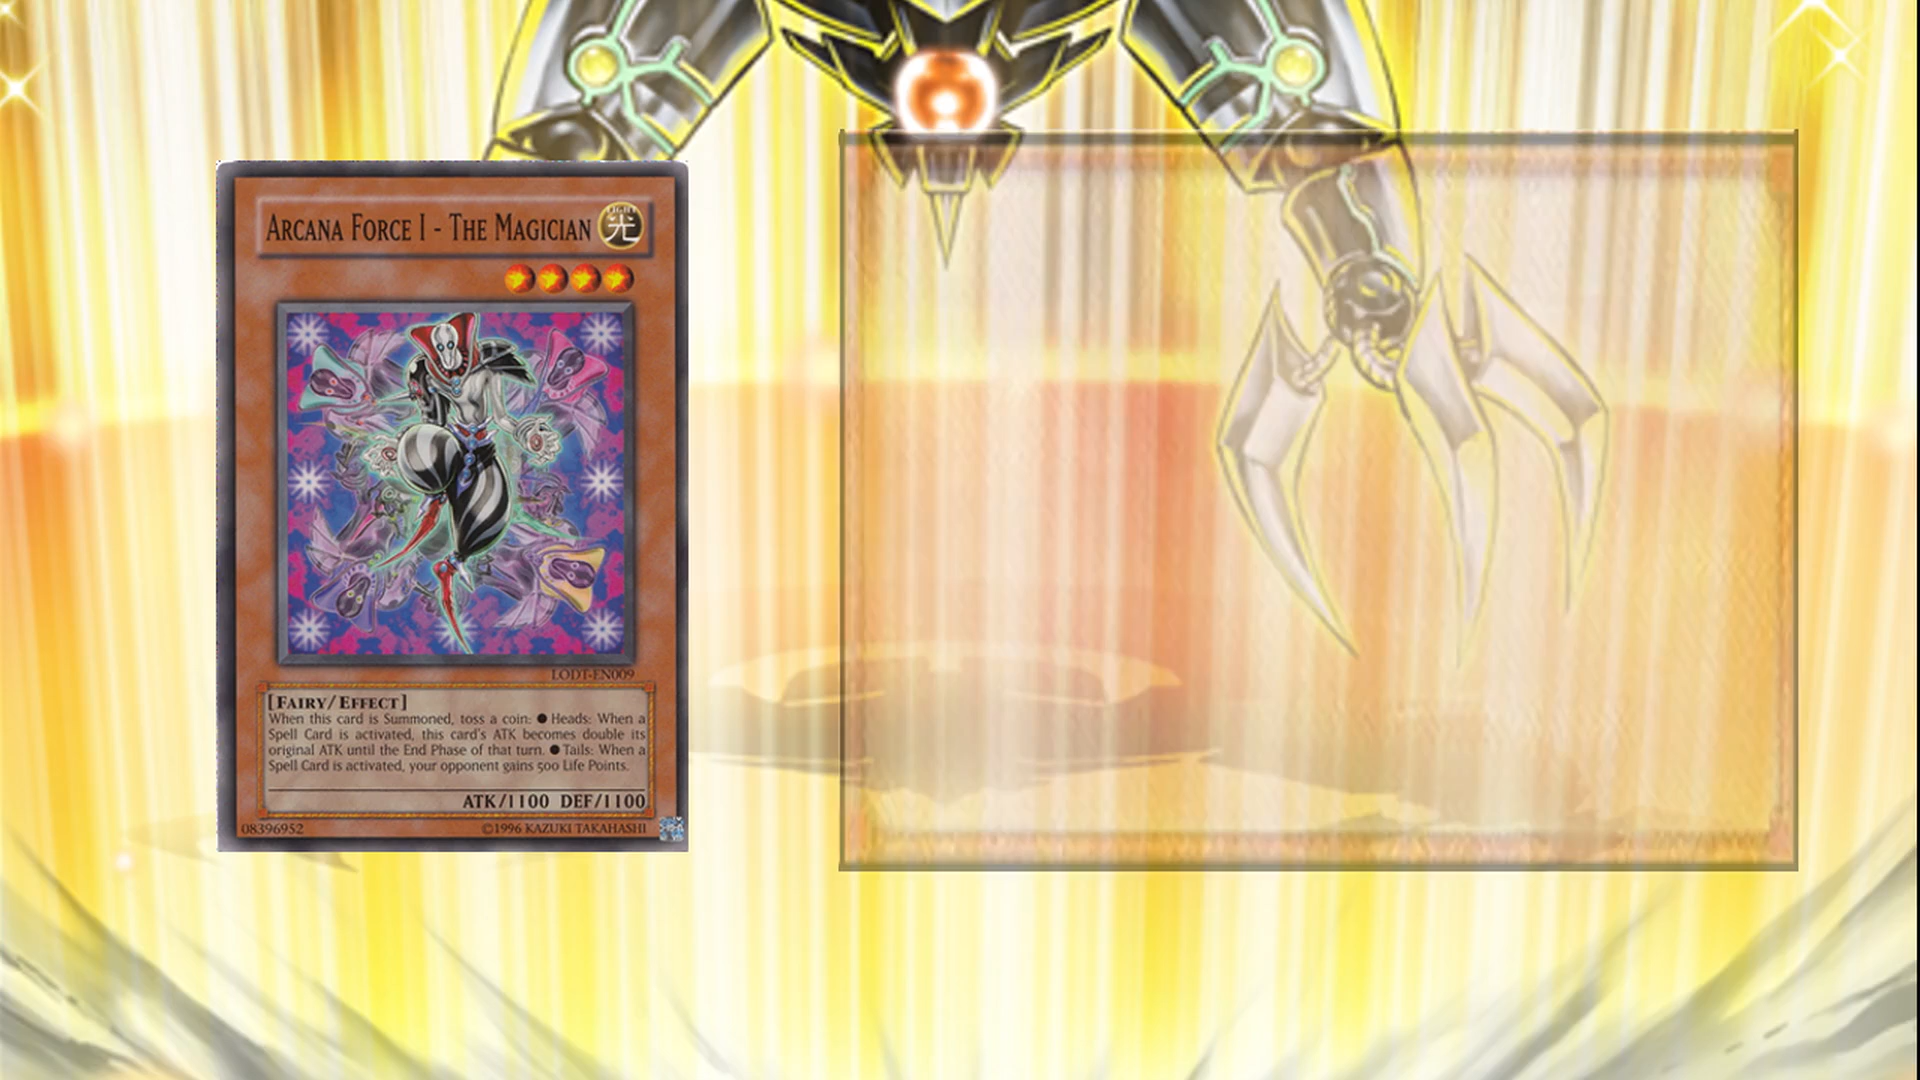 ARCANA FORCE I - THE MAGICIAN
LIGHT
光
LODT-EN009
[FAIRY/EFFECT]
When this card is Summoned, toss a coin: ● Heads: When a
Spell Card is activated, this card's ATK becomes double its
original ATK until the End Phase of that turn. ● Tails: When a
Spell Card is activated, your opponent gains 500 Life Points.
ATK/1100 DEF/1100
08396952 ©1996 KAZUKI TAKAHASHI